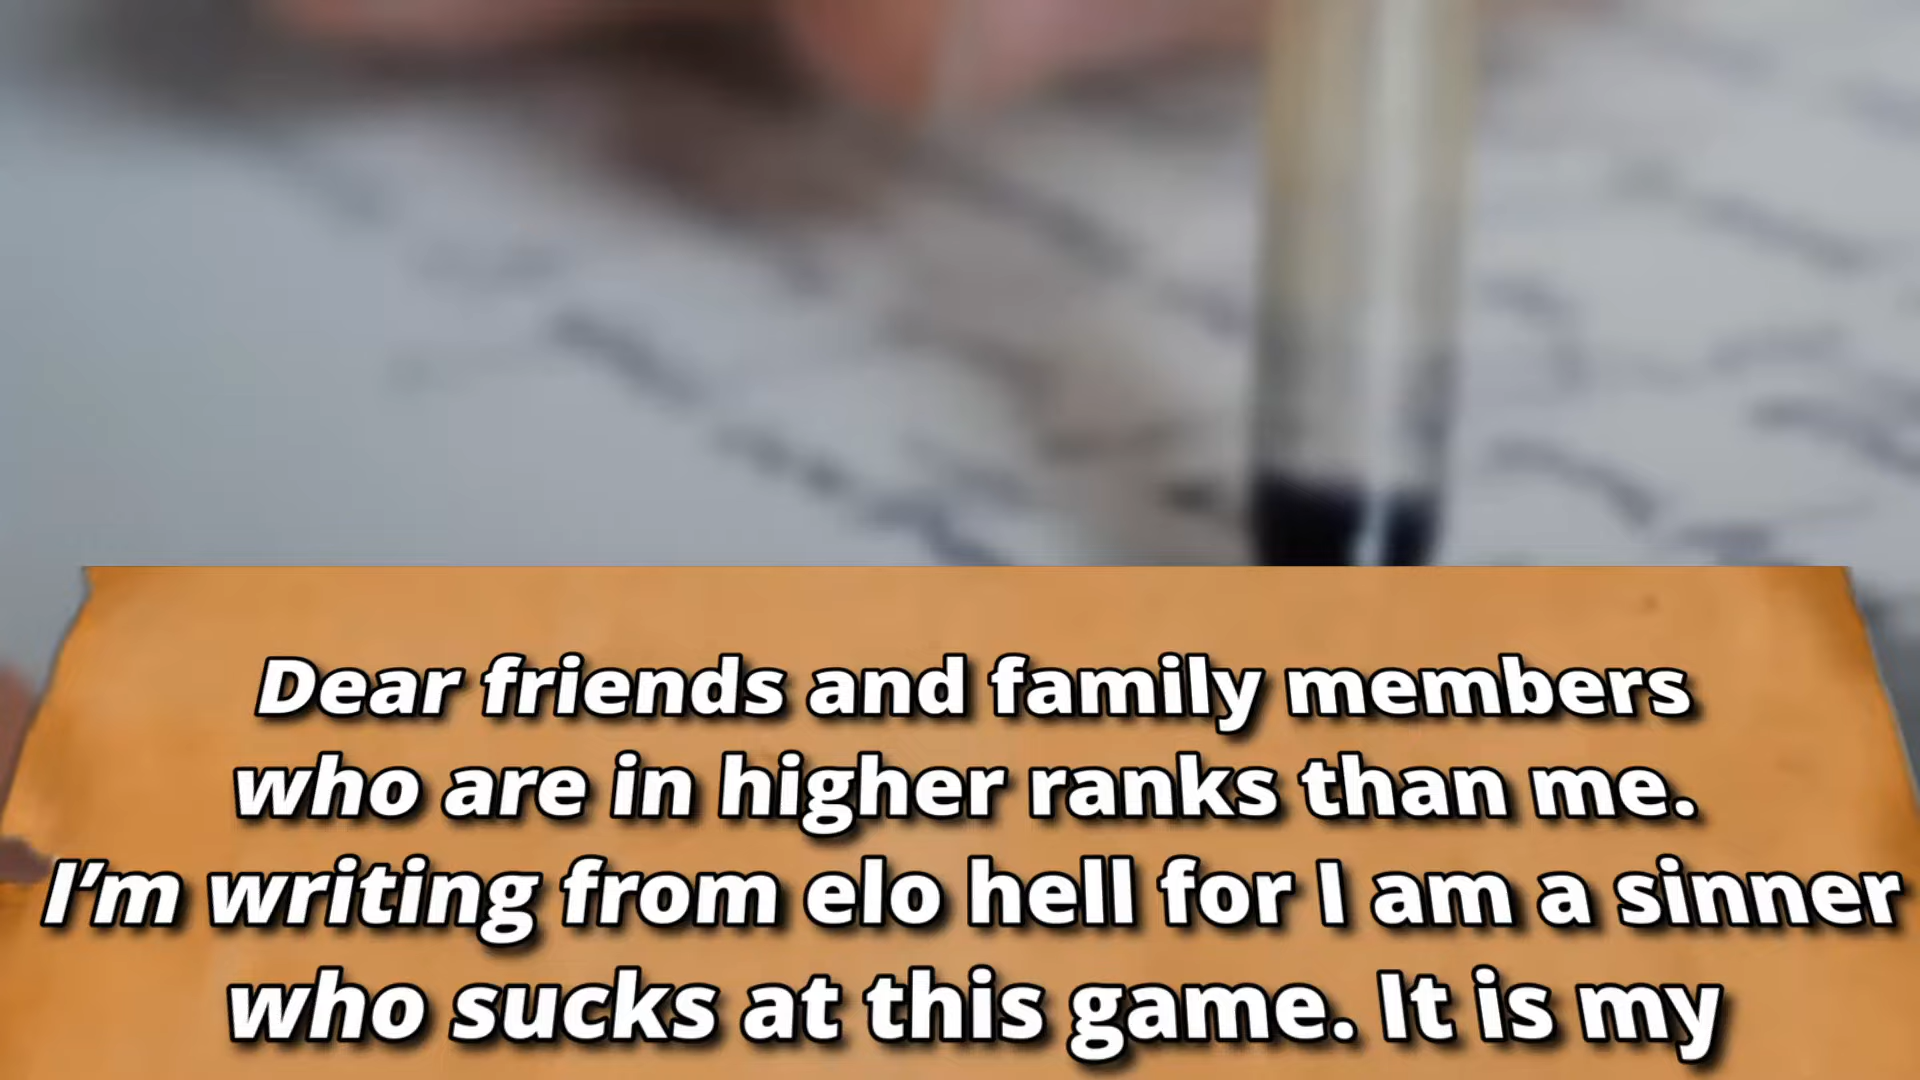 Dear friends and family members
who are in higher ranks than me.
I'm writing from elo hell for I am a sinner
who sucks at this game. It is my